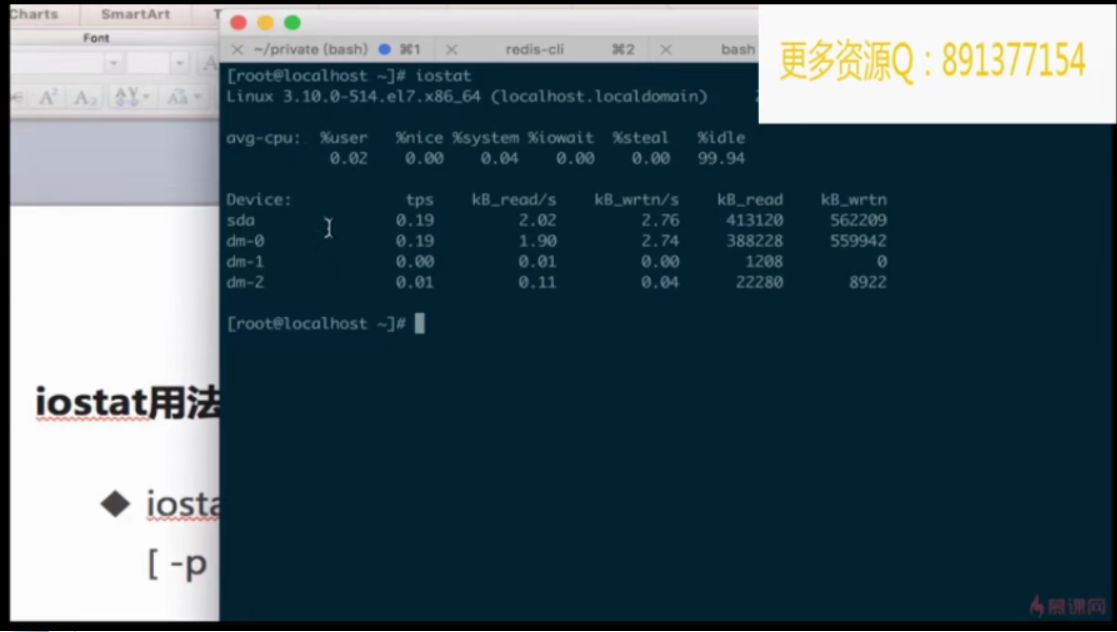 Charts SmartArt
Font
更多资源Q：891377154
~/private (bash) ⌘1 redis-cli ⌘2 bash
[root@localhost ~]# iostat
Linux 3.10.0-514.el7.x86_64 (localhost.localdomain)
avg-cpu: %user %nice %system %iowait %steal %idle
0.02 0.00 0.04 0.00 0.00 99.94
Device: tps kB_read/s kB_wrtn/s kB_read kB_wrtn
sda 0.19 2.02 2.76 413120 562209
dm-0 0.19 1.90 2.74 388228 559942
dm-1 0.00 0.01 0.00 1208 0
dm-2 0.01 0.11 0.04 22280 8922
[root@localhost ~]#
iostat用法
◆ iosta
[ -p
慕课网